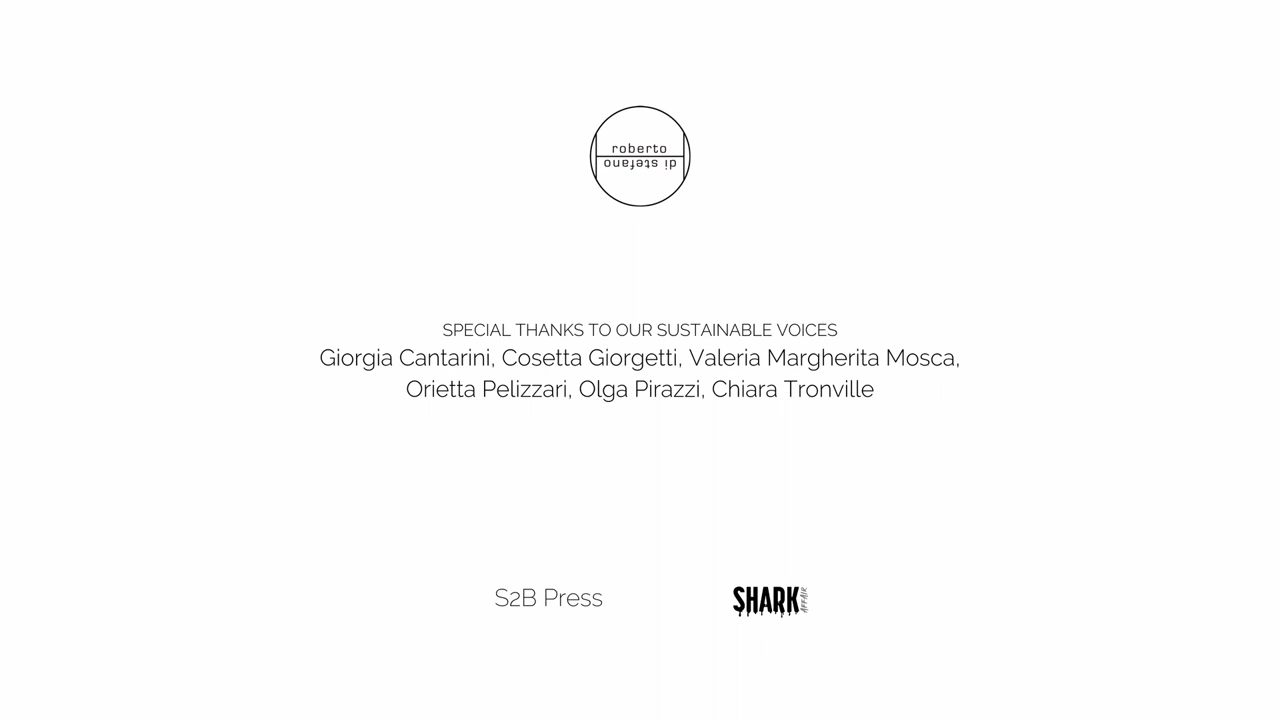 roberto
di stefano
SPECIAL THANKS TO OUR SUSTAINABLE VOICES
Giorgia Cantarini, Cosetta Giorgetti, Valeria Margherita Mosca,
Orietta Pelizzari, Olga Pirazzi, Chiara Tronville
S2B Press
SHARK AFFAIR